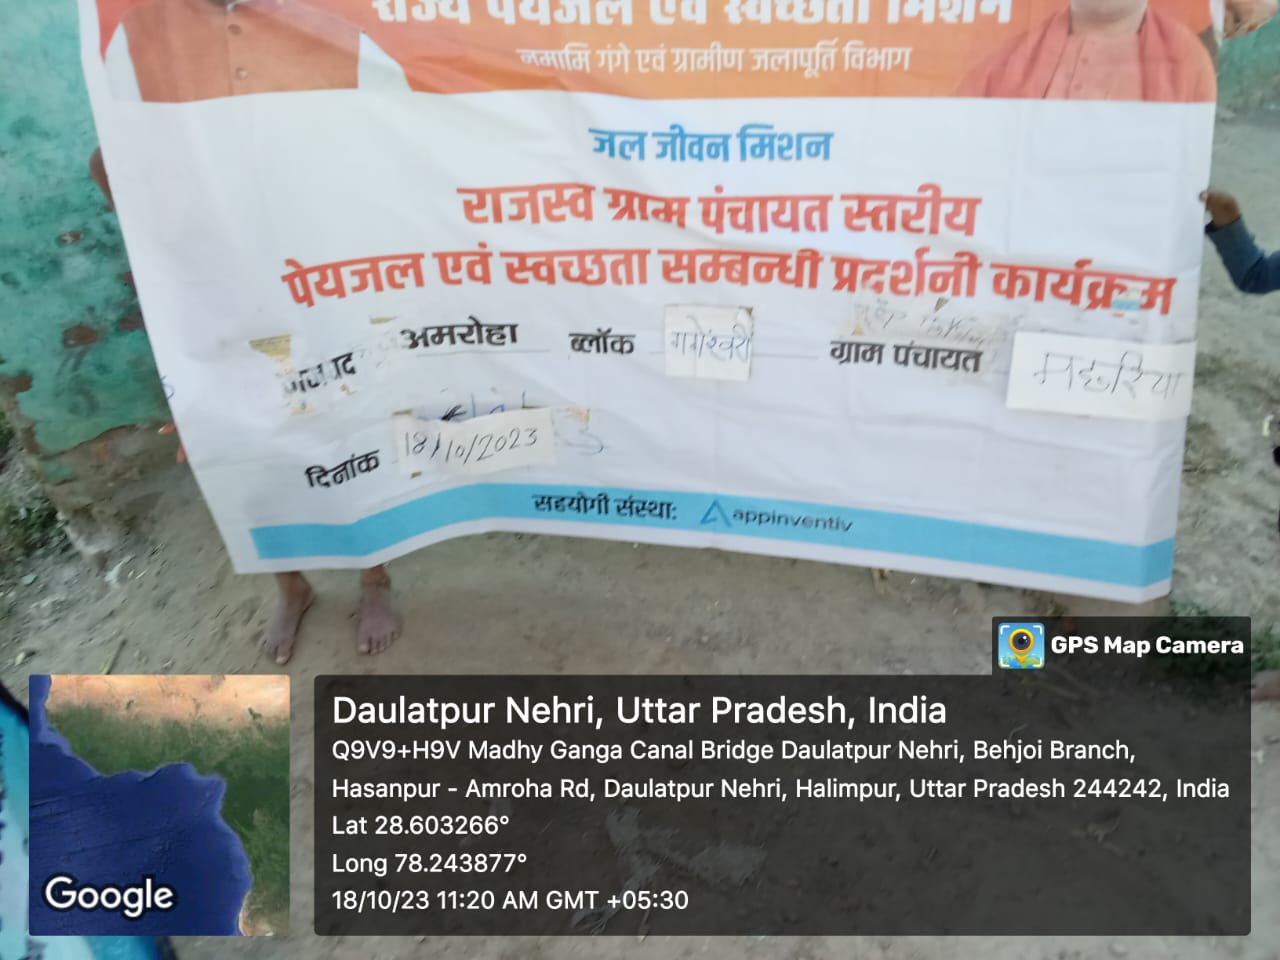 राज्य पेयजल एवं स्वच्छता मिशन
नमामि गंगे एवं ग्रामीण जलापूर्ति विभाग
जल जीवन मिशन
राजस्व ग्राम पंचायत स्तरीय
पेयजल एवं स्वच्छता सम्बन्धी प्रदर्शनी कार्यक्रम
जनपद अमरोहा ब्लॉक गंगेश्वरी ग्राम पंचायत
दिनांक 18/10/2023
सहयोगी संस्था: appinventiv
GPS Map Camera
Daulatpur Nehri, Uttar Pradesh, India
Q9V9+H9V Madhy Ganga Canal Bridge Daulatpur Nehri, Behjoi Branch,
Hasanpur - Amroha Rd, Daulatpur Nehri, Halimpur, Uttar Pradesh 244242, India
Lat 28.603266°
Long 78.243877°
18/10/23 11:20 AM GMT +05:30
Google